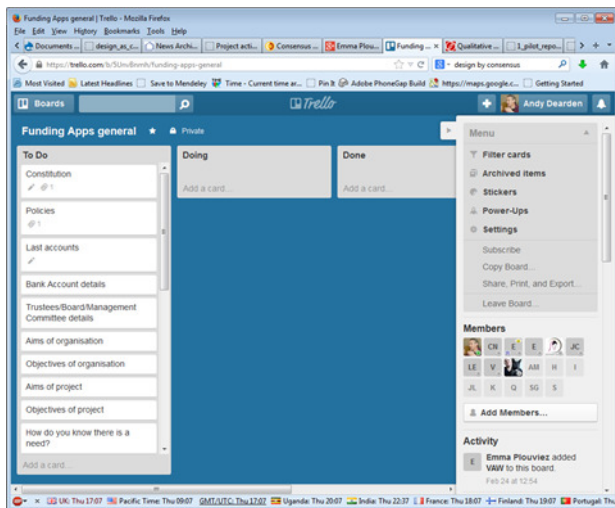 Funding Apps general | Trello - Mozilla Firefox
File Edit View History Bookmarks Tools Help
Documents ... design_as_c... News Archi... Project acti... Consensus ... Emma Plou... Funding ... × Qualitative ... 1_pilot_repo...
https://trello.com/b/5UnvBnmh/funding-apps-general
design by consensus
Most Visited Latest Headlines Save to Mendeley Time - Current time ar... Pin It Adobe PhoneGap Build https://maps.google.c... Getting Started
Boards
Trello
Andy Dearden
Funding Apps general
Private
To Do
Constitution
1
Policies
1
Last accounts
Bank Account details
Trustees/Board/Management
Committee details
Aims of organisation
Objectives of organisation
Aims of project
Objectives of project
How do you know there is a
need?
Add a card...
Doing
Add a card...
Done
Add a card...
Menu
Filter cards
Archived items
Stickers
Power-Ups
Settings
Subscribe
Copy Board...
Share, Print, and Export...
Leave Board...
Members
CN E E JC
LE V AM H I
JL K Q SG S
Add Members...
Activity
E
Emma Plouviez added
VAW to this board.
Feb 24 at 12:54
UK: Thu 17:07 Pacific Time: Thu 09:07 GMT/UTC: Thu 17:07 Uganda: Thu 20:07 India: Thu 22:37 France: Thu 18:07 Finland: Thu 19:07 Portugal: Thu